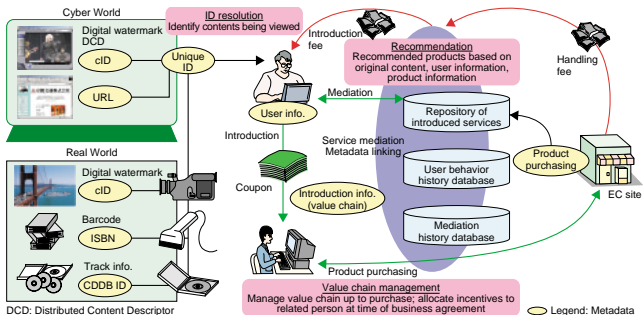 Cyber World
Digital watermark
DCD
cID
URL
Unique
ID
ID resolution
Identify contents being viewed
Introduction
fee
Recommendation
Recommended products based on
original content, user information,
product information
Handling
fee
User info.
Mediation
Repository of
introduced services
Introduction
Service mediation
Metadata linking
User behavior
history database
Product
purchasing
EC site
Real World
Digital watermark
cID
Barcode
ISBN
Track info.
CDDB ID
Coupon
Introduction info.
(value chain)
Mediation
history database
Product purchasing
Value chain management
Manage value chain up to purchase; allocate incentives to
related person at time of business agreement
DCD: Distributed Content Descriptor
Legend: Metadata